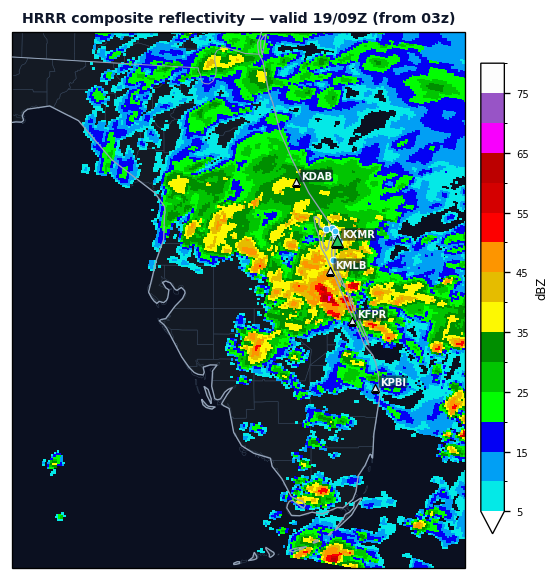 HRRR composite reflectivity — valid 19/09Z (from 03z)
KDAB
KXMR
KMLB
KFPR
KPBI
75
65
55
45
35
25
15
5
dBZ